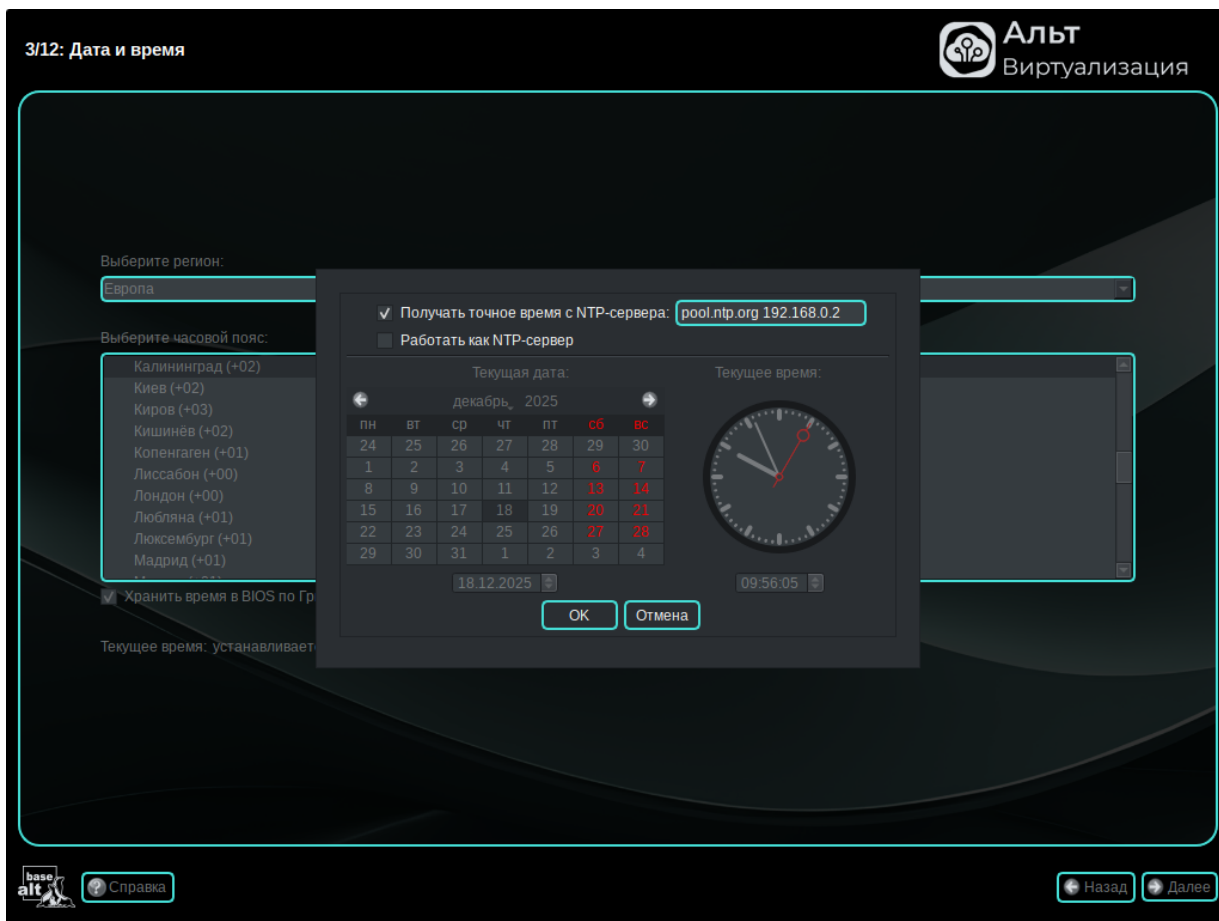 3/12: Дата и время
Альт
Виртуализация
Выберите регион:
Европа
Выберите часовой пояс:
Калининград (+02)
Киев (+02)
Киров (+03)
Кишинёв (+02)
Копенгаген (+01)
Лиссабон (+00)
Лондон (+00)
Любляна (+01)
Люксембург (+01)
Мадрид (+01)
Хранить время в BIOS по Гр
Текущее время: устанавливает
Получать точное время с NTP-сервера: pool.ntp.org 192.168.0.2
Работать как NTP-сервер
Текущая дата:
Текущее время:
декабрь, 2025
пн вт ср чт пт сб вс
24 25 26 27 28 29 30
1 2 3 4 5 6 7
8 9 10 11 12 13 14
15 16 17 18 19 20 21
22 23 24 25 26 27 28
29 30 31 1 2 3 4
18.12.2025
09:56:05
OK
Отмена
base
alt
Справка
Назад
Далее